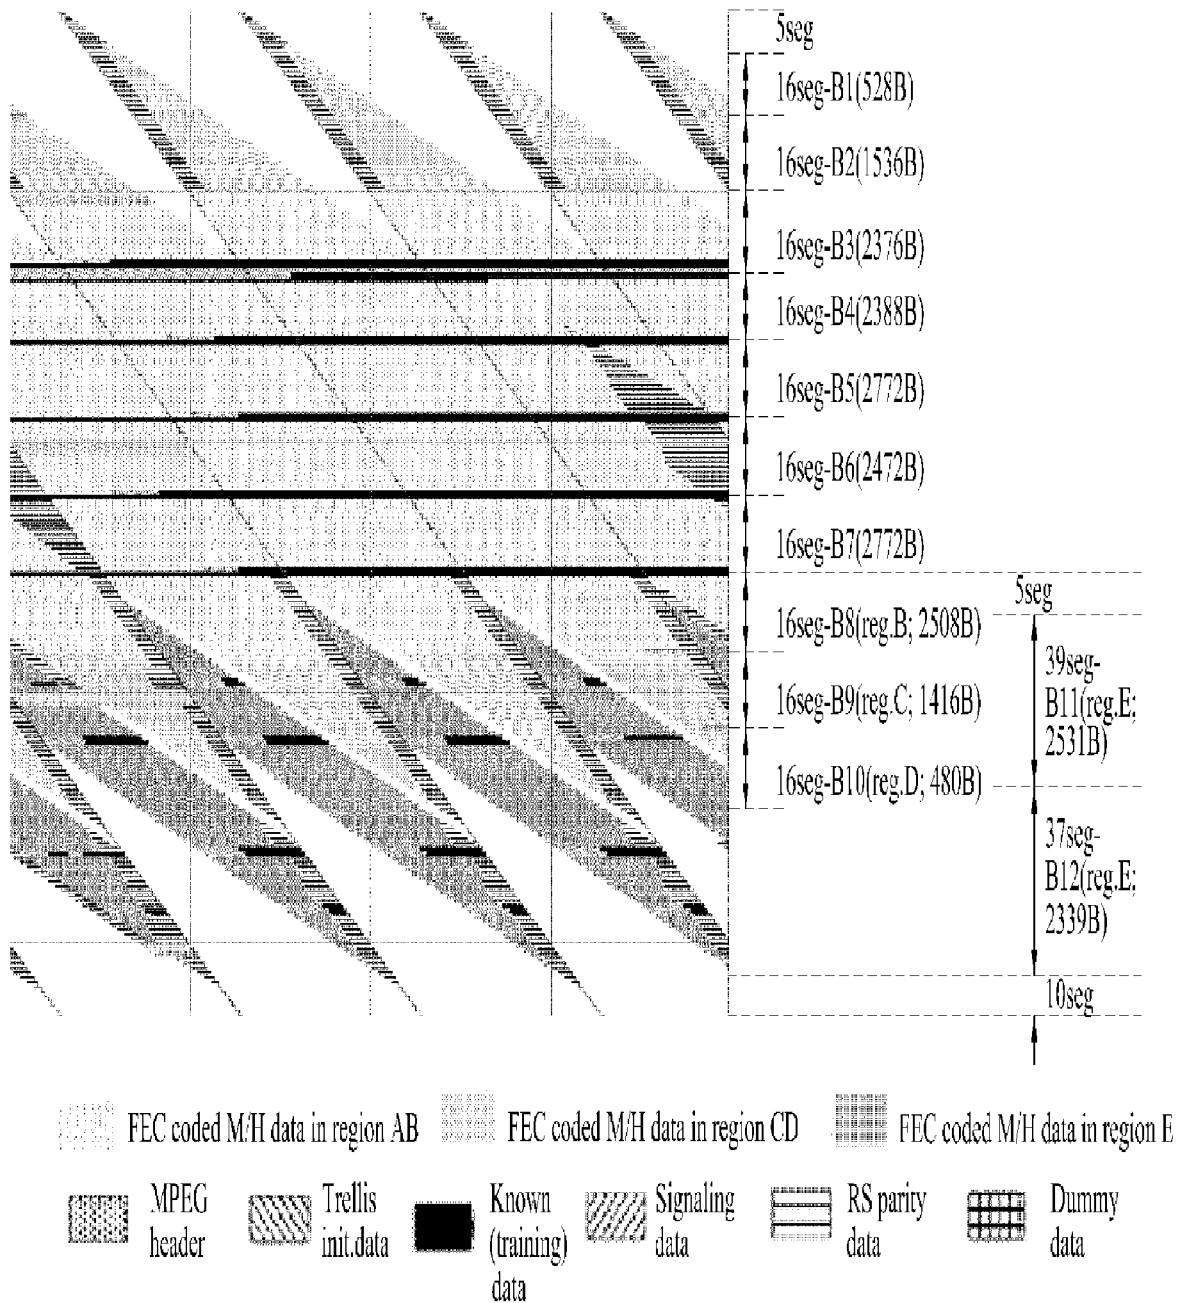 5seg
16seg-B1(528B)
16seg-B2(1536B)
16seg-B3(2376B)
16seg-B4(2388B)
16seg-B5(2772B)
16seg-B6(2472B)
16seg-B7(2772B)
5seg
16seg-B8(reg.B; 2508B)
39seg-
B11(reg.E;
2531B)
16seg-B9(reg.C; 1416B)
16seg-B10(reg.D; 480B)
37seg-
B12(reg.E;
2339B)
10seg
FEC coded M/H data in region AB
FEC coded M/H data in region CD
FEC coded M/H data in region E
MPEG
header
Trellis
init.data
Known
(training)
data
Signaling
data
RS parity
data
Dummy
data